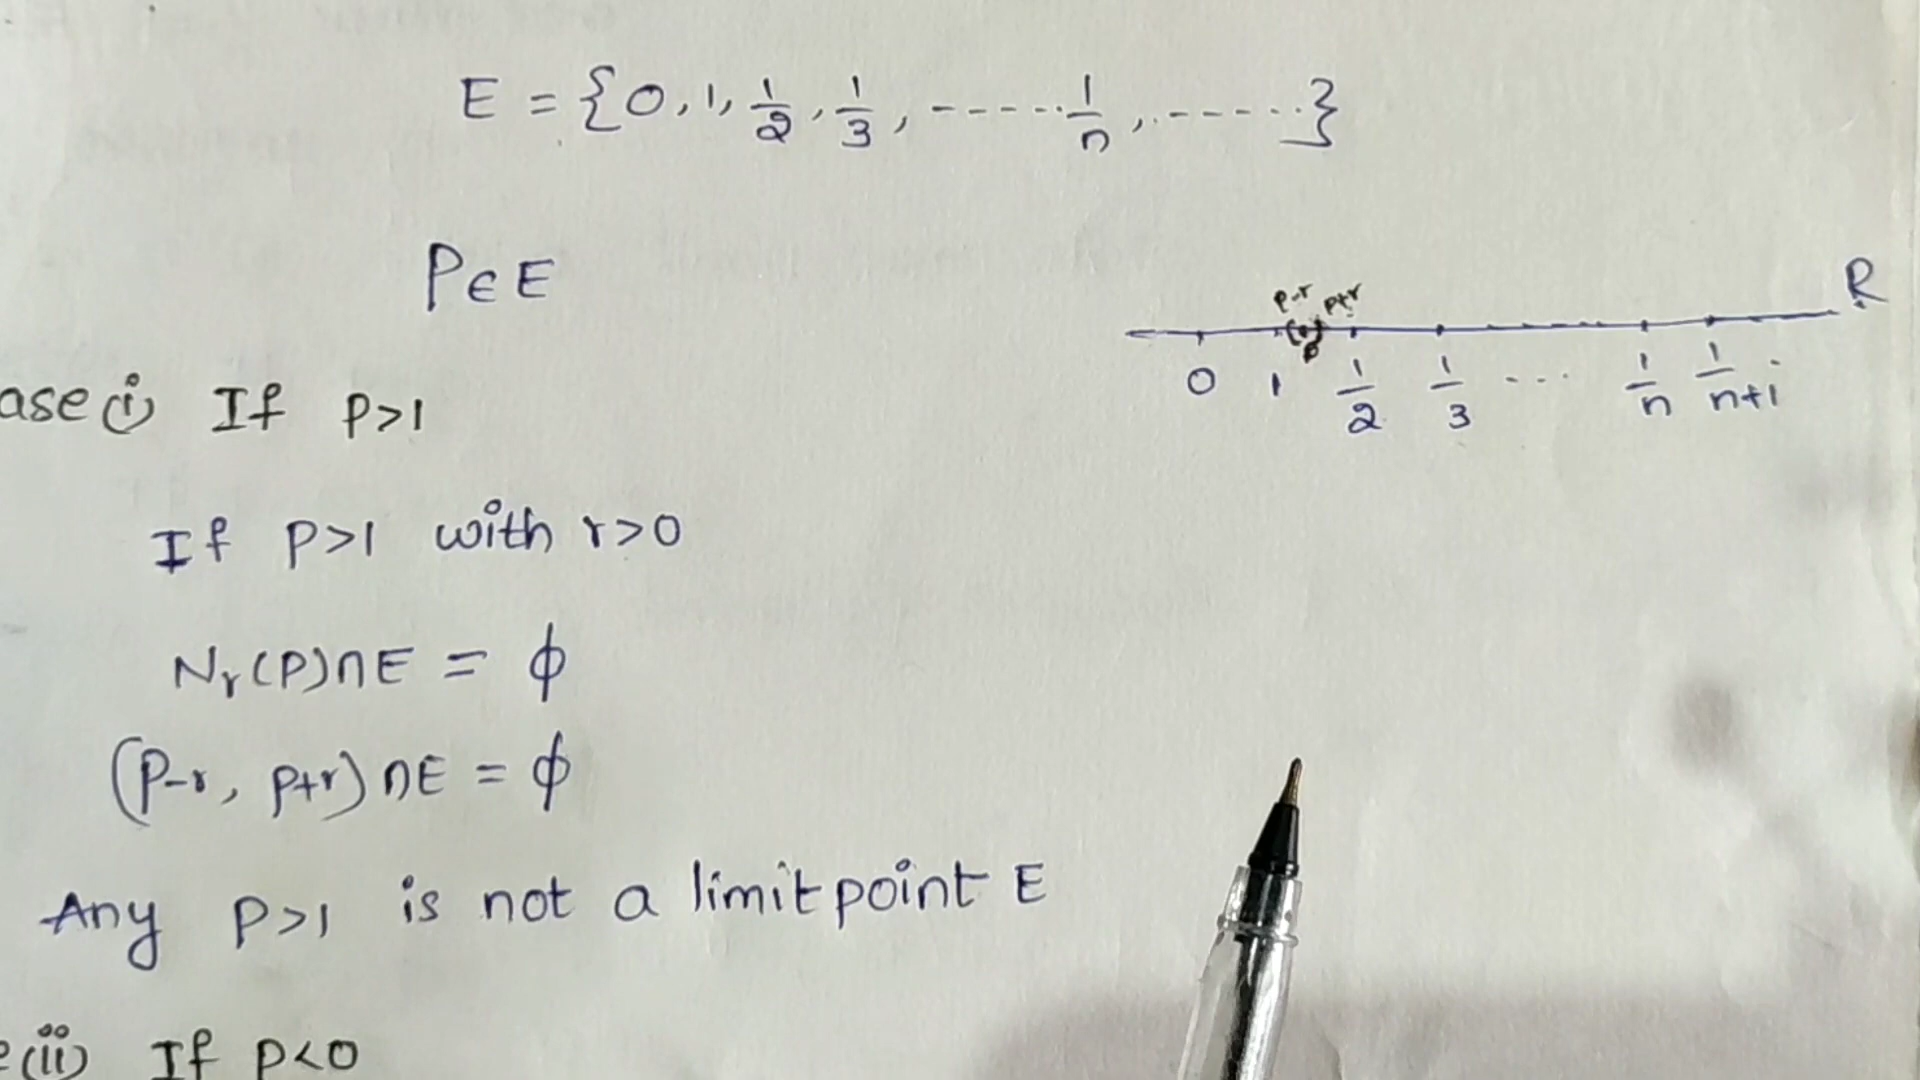 E = {0, 1, 1/2, 1/3, ------ 1/n, ------}
P∈E
p-r p+r
R
0 1 1/2 1/3 ... 1/n 1/n+1
p
ase (i) If P>1
If P>1 with r>0
Nr(P)∩E = ϕ
(P-r, P+r)∩E = ϕ
Any P>1 is not a limit point E
e (ii) If P<0